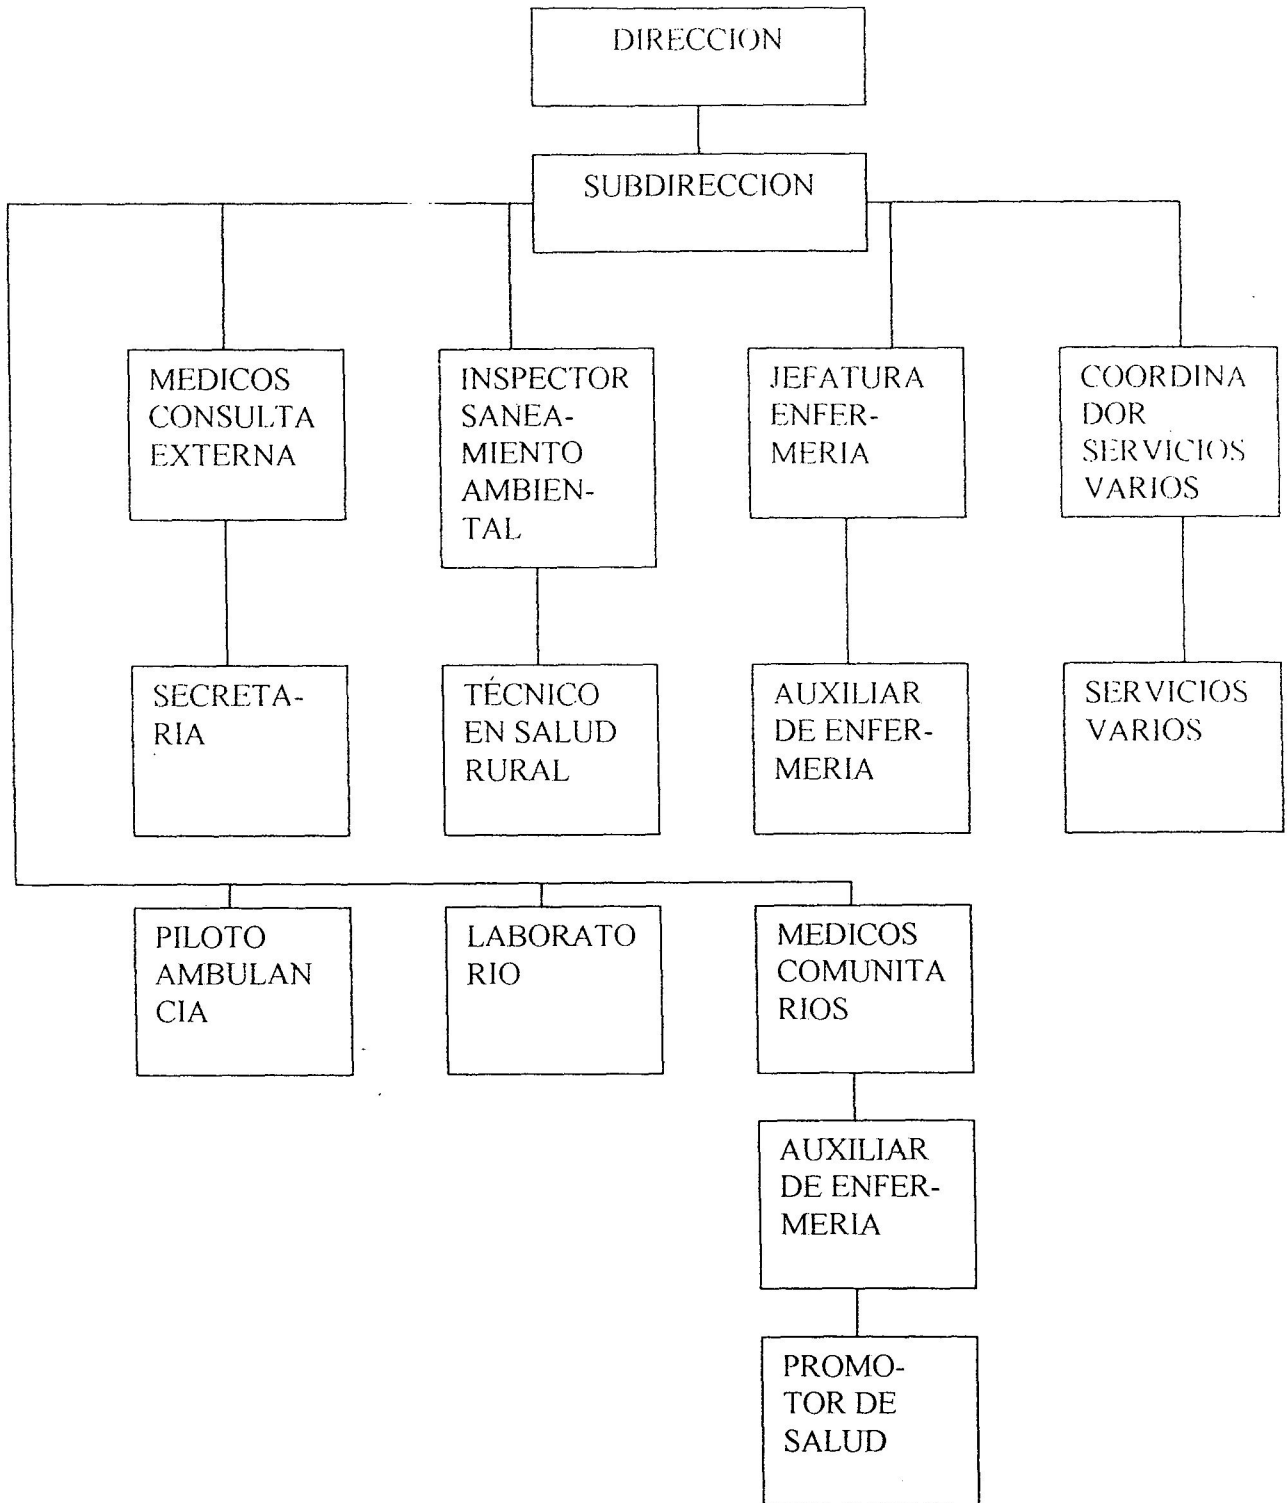 DIRECCION
SUBDIRECCION
MEDICOS
CONSULTA
EXTERNA
INSPECTOR
SANEA-
MIENTO
AMBIEN-
TAL
JEFATURA
ENFER-
MERIA
COORDINA
DOR
SERVICIOS
VARIOS
SECRETA-
RIA
TÉCNICO
EN SALUD
RURAL
AUXILIAR
DE ENFER-
MERIA
SERVICIOS
VARIOS
PILOTO
AMBULAN
CIA
LABORATO
RIO
MEDICOS
COMUNITA
RIOS
AUXILIAR
DE ENFER-
MERIA
PROMO-
TOR DE
SALUD